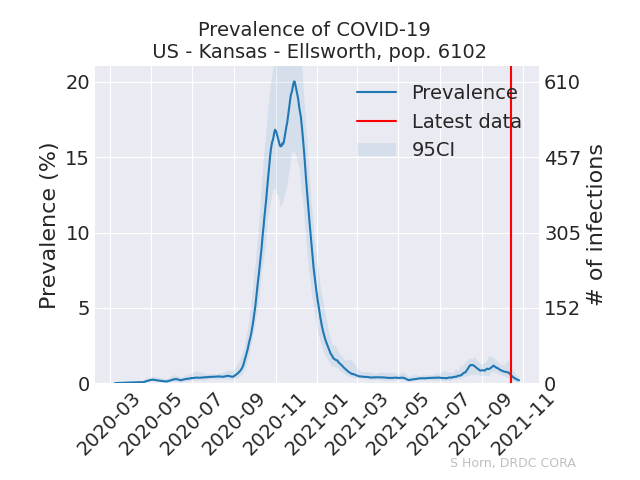 Prevalence of COVID-19
US - Kansas - Ellsworth, pop. 6102
Prevalence (%)
20
15
10
5
0
Prevalence
Latest data
95CI
610
457
305
152
0
# of infections
2020-03
2020-05
2020-07
2020-09
2020-11
2021-01
2021-03
2021-05
2021-07
2021-09
2021-11
S Horn, DRDC CORA